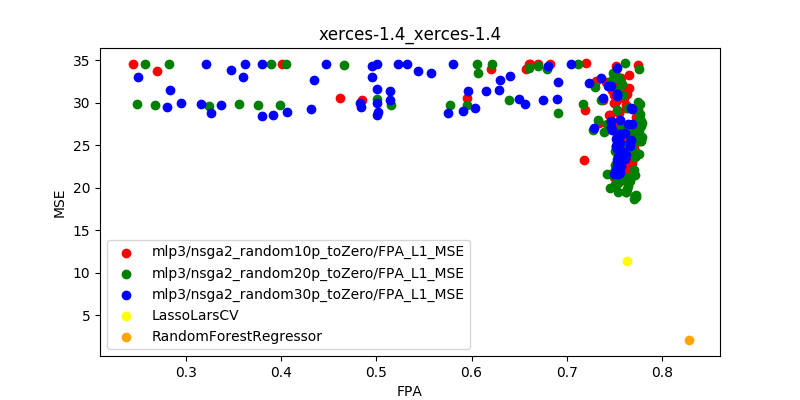 xerces-1.4_xerces-1.4
35
30
25
20
15
10
5
MSE
mlp3/nsga2_random10p_toZero/FPA_L1_MSE
mlp3/nsga2_random20p_toZero/FPA_L1_MSE
mlp3/nsga2_random30p_toZero/FPA_L1_MSE
LassoLarsCV
RandomForestRegressor
0.3 0.4 0.5 0.6 0.7 0.8
FPA